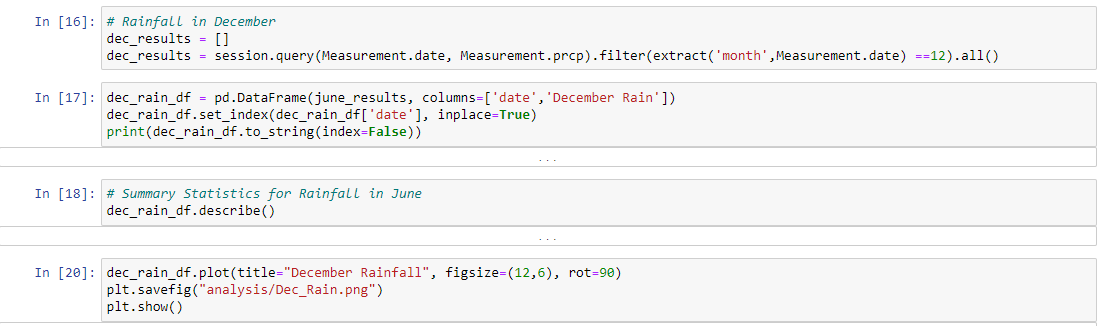 In [16]: # Rainfall in December
dec_results = []
dec_results = session.query(Measurement.date, Measurement.prcp).filter(extract('month',Measurement.date) ==12).all()
In [17]: dec_rain_df = pd.DataFrame(june_results, columns=['date','December Rain'])
dec_rain_df.set_index(dec_rain_df['date'], inplace=True)
print(dec_rain_df.to_string(index=False))
...
In [18]: # Summary Statistics for Rainfall in June
dec_rain_df.describe()
...
In [20]: dec_rain_df.plot(title="December Rainfall", figsize=(12,6), rot=90)
plt.savefig("analysis/Dec_Rain.png")
plt.show()